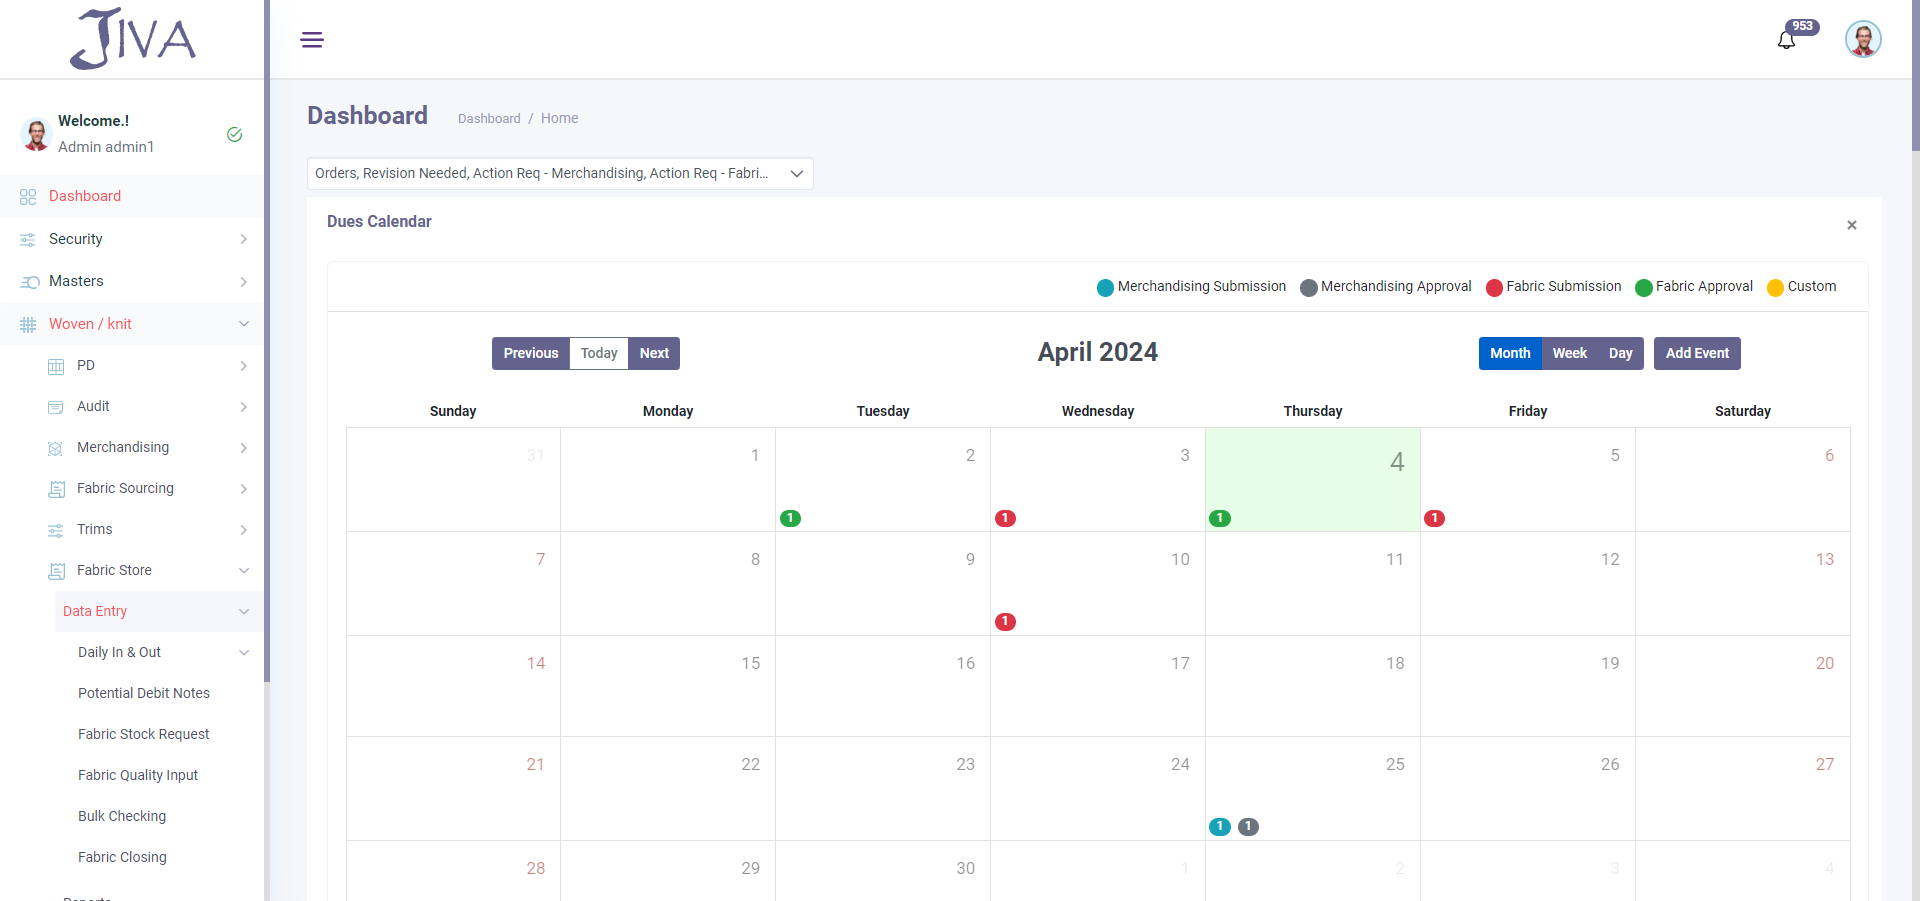 JIVA
953
Welcome.!
Admin admin1
Dashboard
Security
Masters
Woven / knit
PD
Audit
Merchandising
Fabric Sourcing
Trims
Fabric Store
Data Entry
Daily In & Out
Potential Debit Notes
Fabric Stock Request
Fabric Quality Input
Bulk Checking
Fabric Closing
Reports
Dashboard
Dashboard / Home
Orders, Revision Needed, Action Req - Merchandising, Action Req - Fabri...
Dues Calendar
×
Merchandising Submission Merchandising Approval Fabric Submission Fabric Approval Custom
Previous Today Next
April 2024
Month Week Day Add Event
Sunday Monday Tuesday Wednesday Thursday Friday Saturday
31 1 2 3 4 5 6
1 1 1 1
7 8 9 10 11 12 13
1
14 15 16 17 18 19 20
21 22 23 24 25 26 27
1 1
28 29 30 1 2 3 4